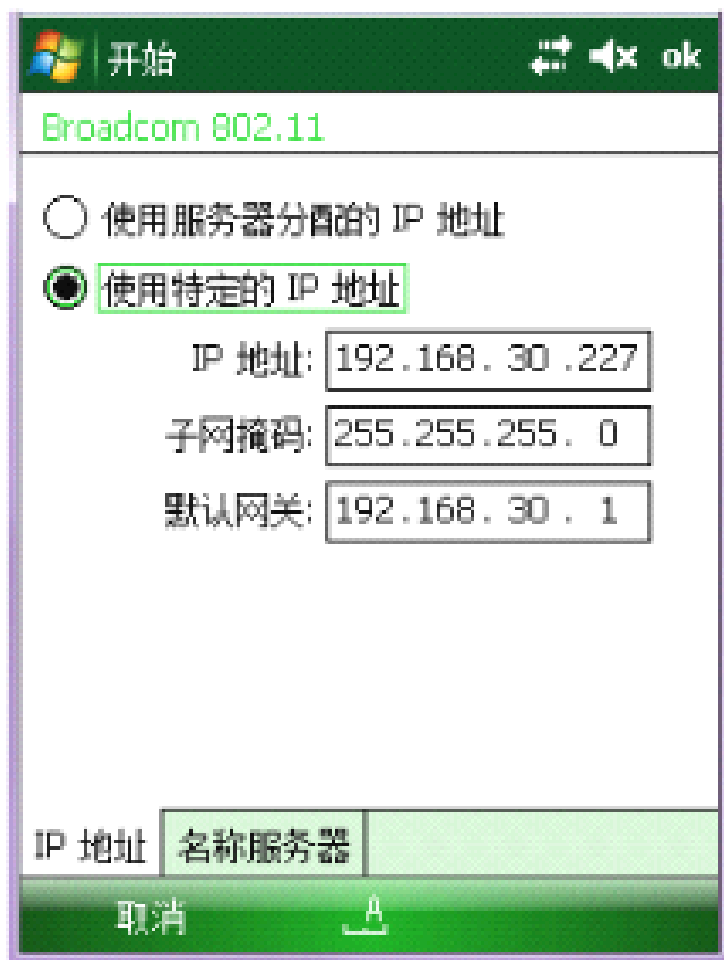 开始 ok
Broadcom 802.11
使用服务器分配的 IP 地址
使用特定的 IP 地址
IP 地址: 192.168. 30 .227
子网掩码: 255.255.255. 0
默认网关: 192.168. 30 . 1
IP 地址 名称服务器
取消 A